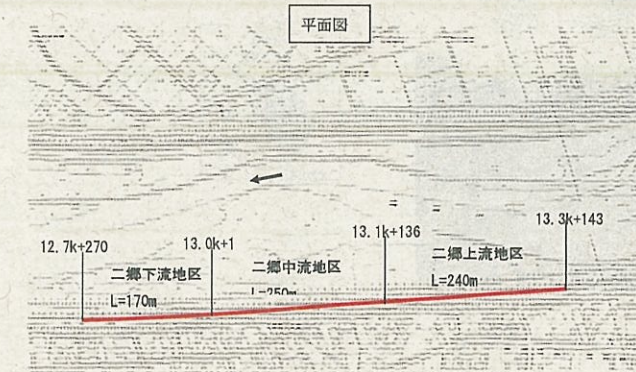 平面図
12.7k+270
13.0k+1
13.1k+136
13.3k+143
二郷下流地区
L=170m
二郷中流地区
L=250m
二郷上流地区
L=240m